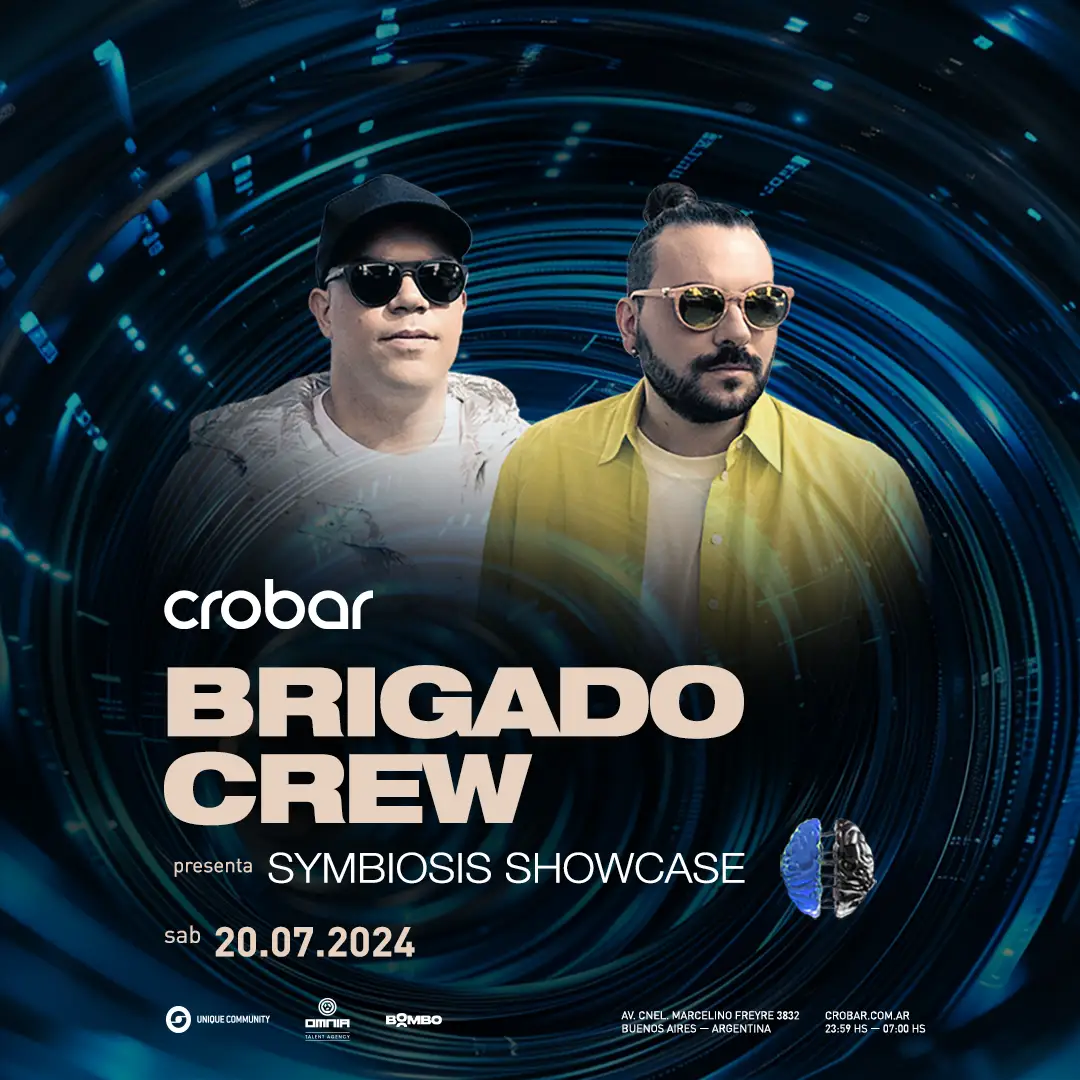 crobar
BRIGADO
CREW
presenta SYMBIOSIS SHOWCASE
sab 20.07.2024
UNIQUE COMMUNITY
OMNIA
TALENT AGENCY
BOMBO
AV. CNEL. MARCELINO FREYRE 3832
BUENOS AIRES — ARGENTINA
CROBAR.COM.AR
23:59 HS — 07:00 HS